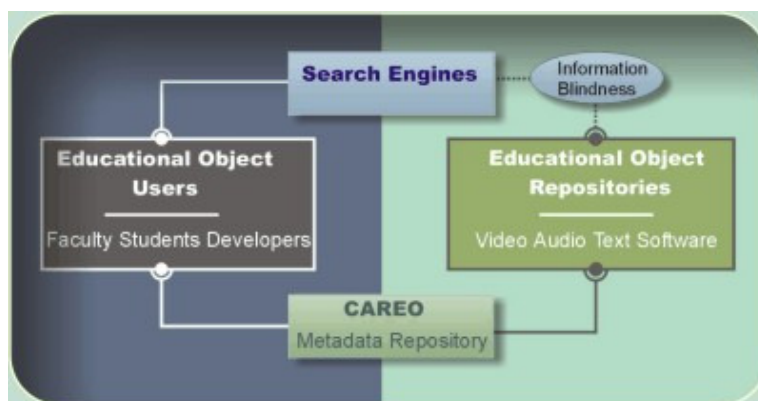 Search Engines
Information
Blindness
Educational Object
Users
Faculty Students Developers
Educational Object
Repositories
Video Audio Text Software
CAREO
Metadata Repository